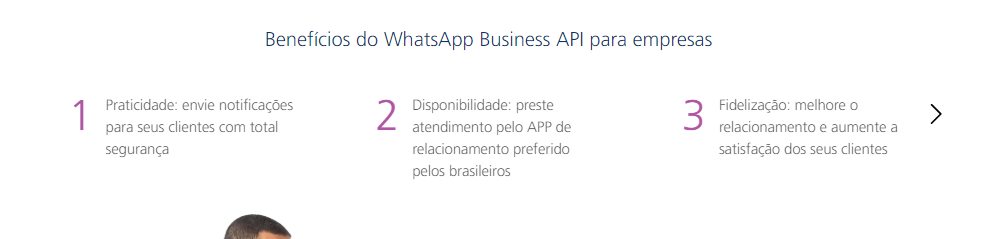 Benefícios do WhatsApp Business API para empresas
1
Praticidade: envie notificações
para seus clientes com total
segurança
2
Disponibilidade: preste
atendimento pelo APP de
relacionamento preferido
pelos brasileiros
3
Fidelização: melhore o
relacionamento e aumente a
satisfação dos seus clientes